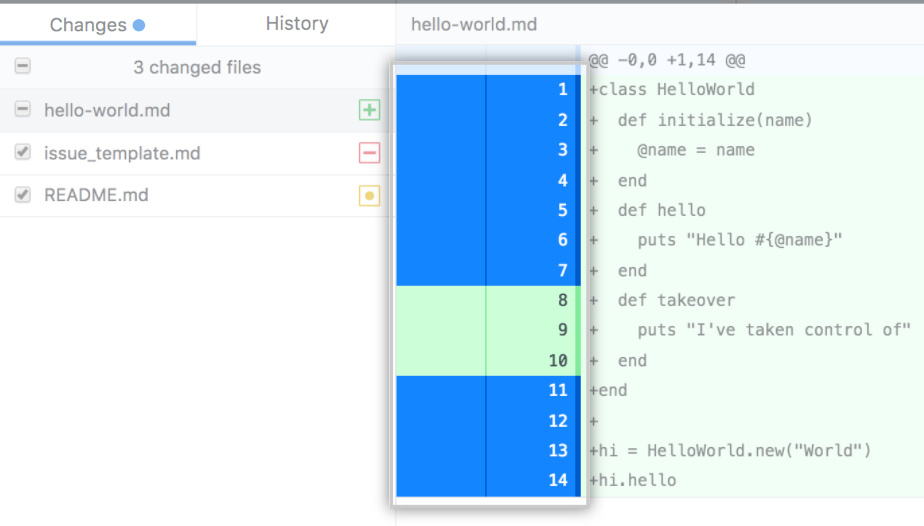 Changes
History
3 changed files
hello-world.md
issue_template.md
README.md
hello-world.md
@@ -0,0 +1,14 @@
1 +class HelloWorld
2 +  def initialize(name)
3 +    @name = name
4 +  end
5 +  def hello
6 +    puts "Hello #{@name}"
7 +  end
8 +  def takeover
9 +    puts "I've taken control of"
10 +  end
11 +end
12 +
13 +hi = HelloWorld.new("World")
14 +hi.hello